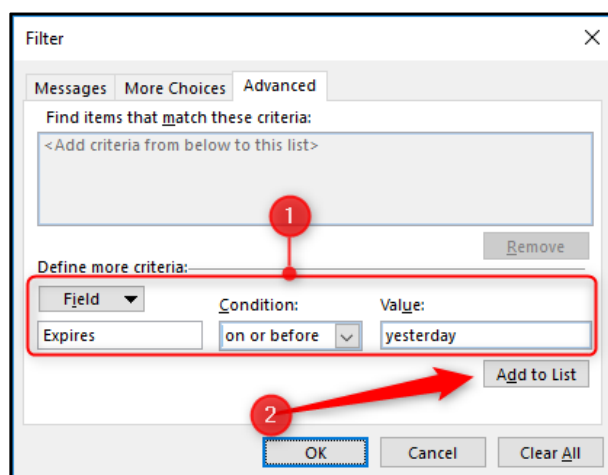 Filter
Messages More Choices Advanced
Find items that match these criteria:
<Add criteria from below to this list>
1
Remove
Define more criteria:
Field Condition: Value:
Expires on or before yesterday
Add to List
2
OK Cancel Clear All